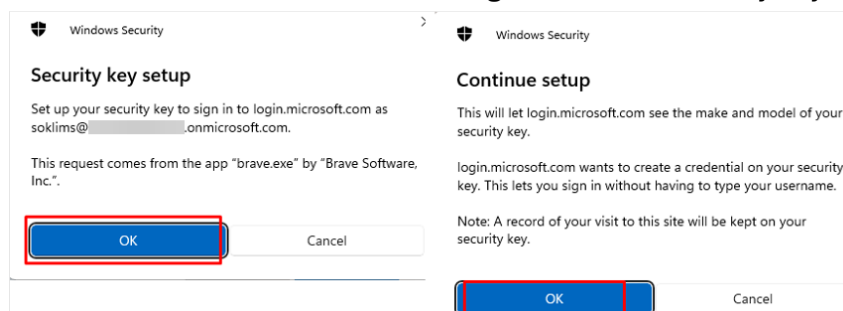 Windows Security
Security key setup
Set up your security key to sign in to login.microsoft.com as
soklims@ .onmicrosoft.com.
This request comes from the app "brave.exe" by "Brave Software,
Inc.".
OK Cancel
Windows Security
Continue setup
This will let login.microsoft.com see the make and model of your
security key.
login.microsoft.com wants to create a credential on your security
key. This lets you sign in without having to type your username.
Note: A record of your visit to this site will be kept on your
security key.
OK Cancel